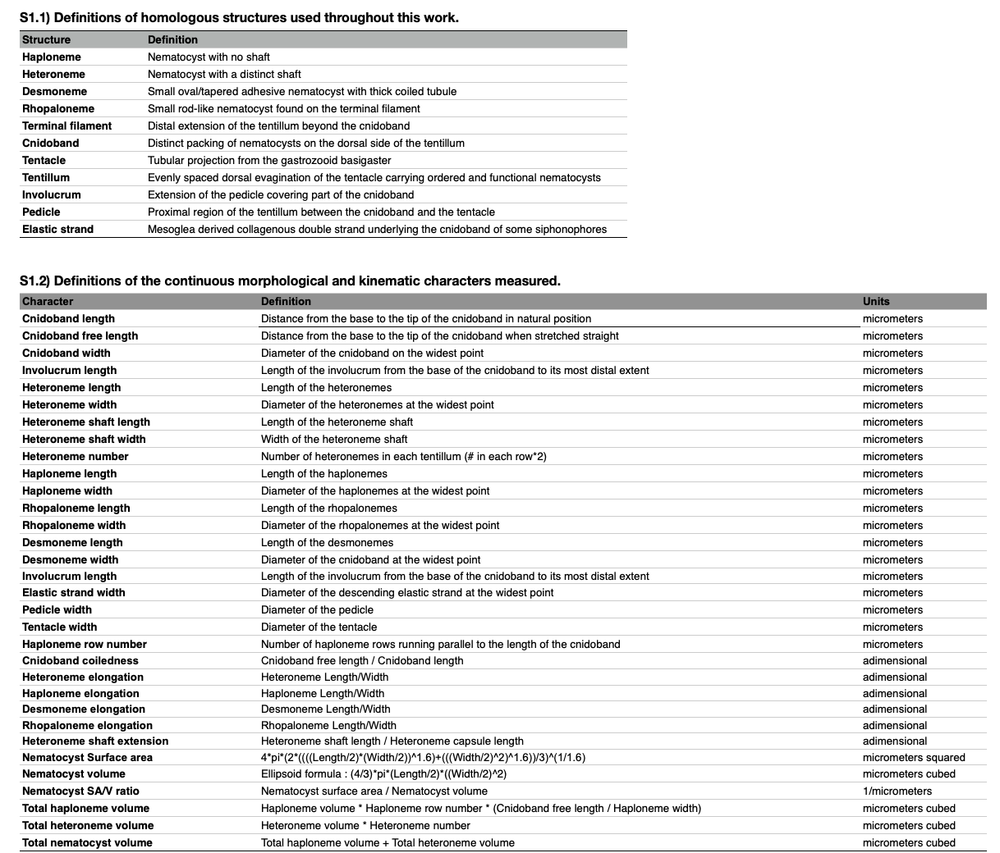 S1.1) Definitions of homologous structures used throughout this work.
Structure Definition
Haploneme Nematocyst with no shaft
Heteroneme Nematocyst with a distinct shaft
Desmoneme Small oval/tapered adhesive nematocyst with thick coiled tubule
Rhopaloneme Small rod-like nematocyst found on the terminal filament
Terminal filament Distal extension of the tentillum beyond the cnidoband
Cnidoband Distinct packing of nematocysts on the dorsal side of the tentillum
Tentacle Tubular projection from the gastrozooid basigaster
Tentillum Evenly spaced dorsal evagination of the tentacle carrying ordered and functional nematocysts
Involucrum Extension of the pedicle covering part of the cnidoband
Pedicle Proximal region of the tentillum between the cnidoband and the tentacle
Elastic strand Mesoglea derived collagenous double strand underlying the cnidoband of some siphonophores
S1.2) Definitions of the continuous morphological and kinematic characters measured.
Character Definition Units
Cnidoband length Distance from the base to the tip of the cnidoband in natural position micrometers
Cnidoband free length Distance from the base to the tip of the cnidoband when stretched straight micrometers
Cnidoband width Diameter of the cnidoband on the widest point micrometers
Involucrum length Length of the involucrum from the base of the cnidoband to its most distal extent micrometers
Heteroneme length Length of the heteronemes micrometers
Heteroneme width Diameter of the heteronemes at the widest point micrometers
Heteroneme shaft length Length of the heteroneme shaft micrometers
Heteroneme shaft width Width of the heteroneme shaft micrometers
Heteroneme number Number of heteronemes in each tentillum (# in each row*2) micrometers
Haploneme length Length of the haplonemes micrometers
Haploneme width Diameter of the haplonemes at the widest point micrometers
Rhopaloneme length Length of the rhopalonemes micrometers
Rhopaloneme width Diameter of the rhopalonemes at the widest point micrometers
Desmoneme length Length of the desmonemes micrometers
Desmoneme width Diameter of the cnidoband at the widest point micrometers
Involucrum length Length of the involucrum from the base of the cnidoband to its most distal extent micrometers
Elastic strand width Diameter of the descending elastic strand at the widest point micrometers
Pedicle width Diameter of the pedicle micrometers
Tentacle width Diameter of the tentacle micrometers
Haploneme row number Number of haploneme rows running parallel to the length of the cnidoband micrometers
Cnidoband coiledness Cnidoband free length / Cnidoband length adimensional
Heteroneme elongation Heteroneme Length/Width adimensional
Haploneme elongation Haploneme Length/Width adimensional
Desmoneme elongation Desmoneme Length/Width adimensional
Rhopaloneme elongation Rhopaloneme Length/Width adimensional
Heteroneme shaft extension Heteroneme shaft length / Heteroneme capsule length adimensional
Nematocyst Surface area 4*pi*(2*((((Length/2)*(Width/2))^1.6)+(((Width/2)^2)^1.6))/3)^(1/1.6) micrometers squared
Nematocyst volume Ellipsoid formula : (4/3)*pi*(Length/2)*((Width/2)^2) micrometers cubed
Nematocyst SA/V ratio Nematocyst surface area / Nematocyst volume 1/micrometers
Total haploneme volume Haploneme volume * Haploneme row number * (Cnidoband free length / Haploneme width) micrometers cubed
Total heteroneme volume Heteroneme volume * Heteroneme number micrometers cubed
Total nematocyst volume Total haploneme volume + Total heteroneme volume micrometers cubed